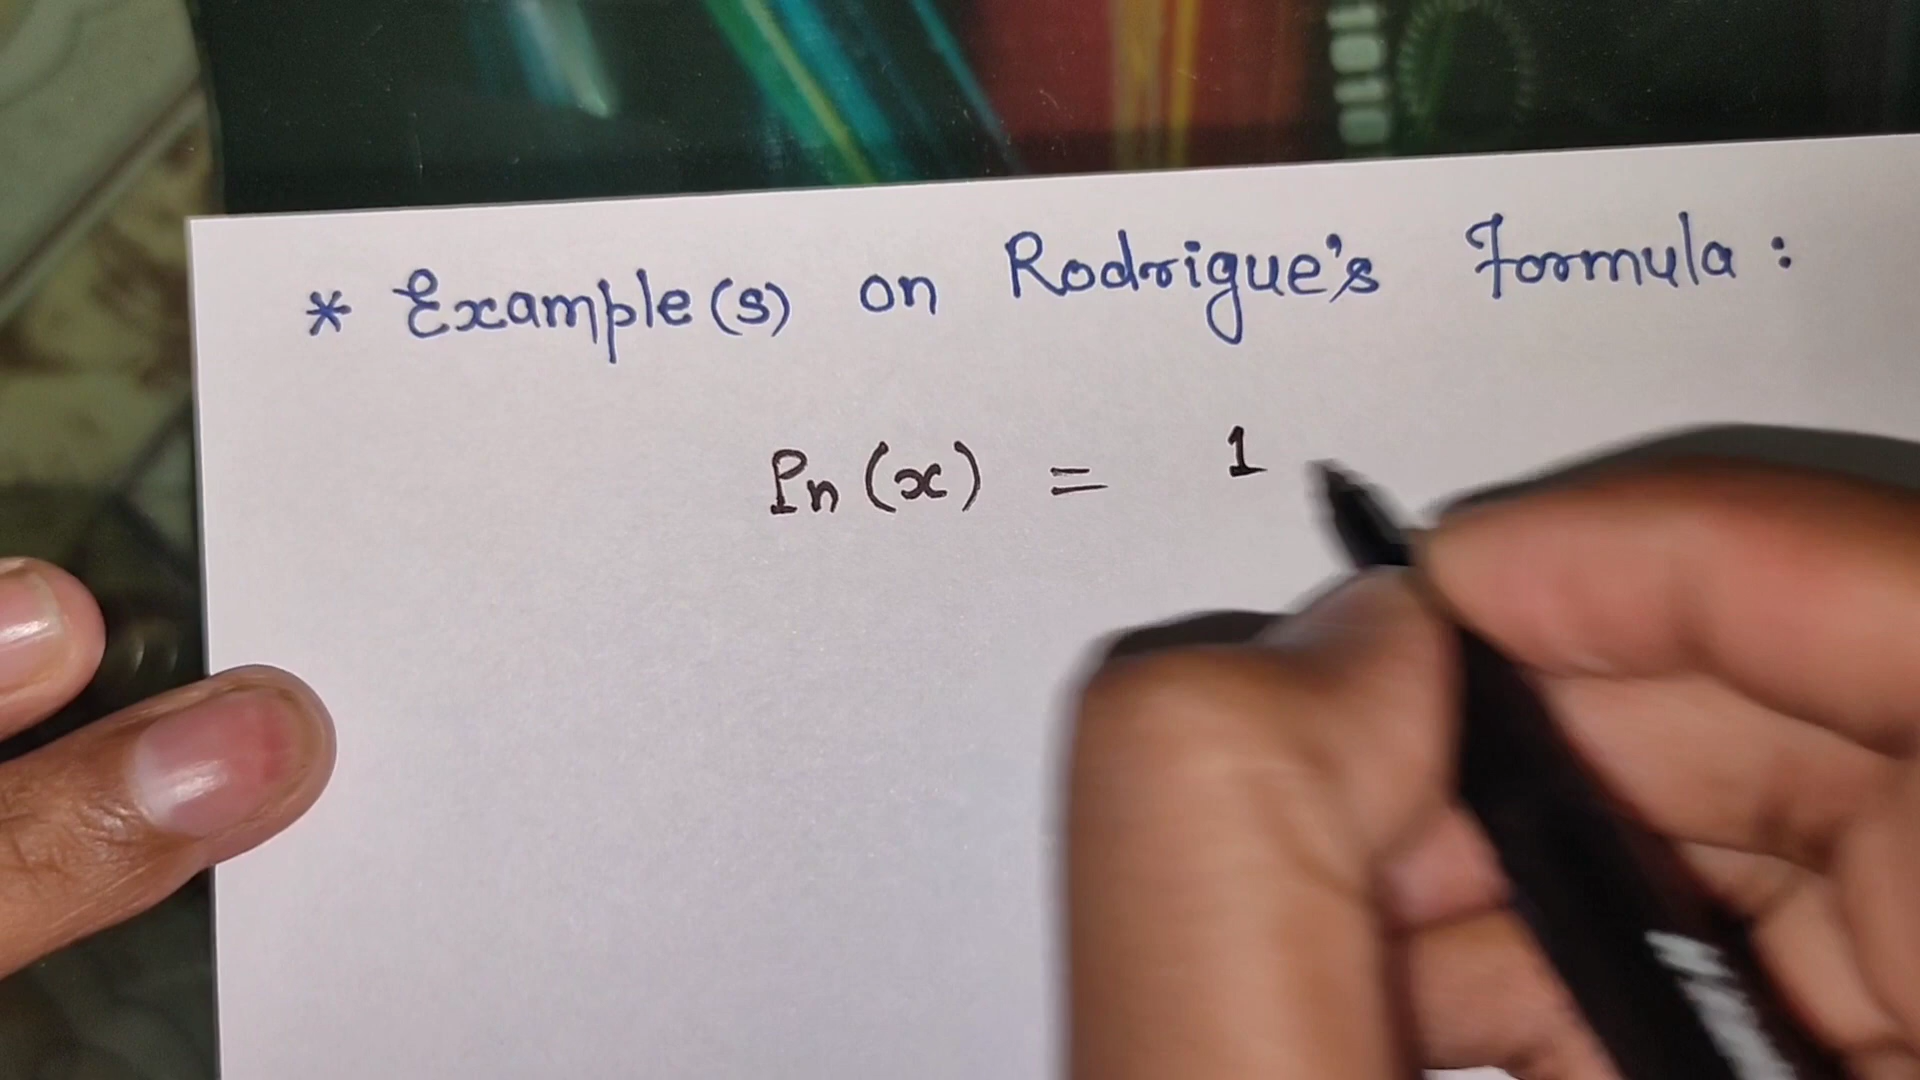 * Example(s) on Rodrigue's Formula :
Pn(x) = 1